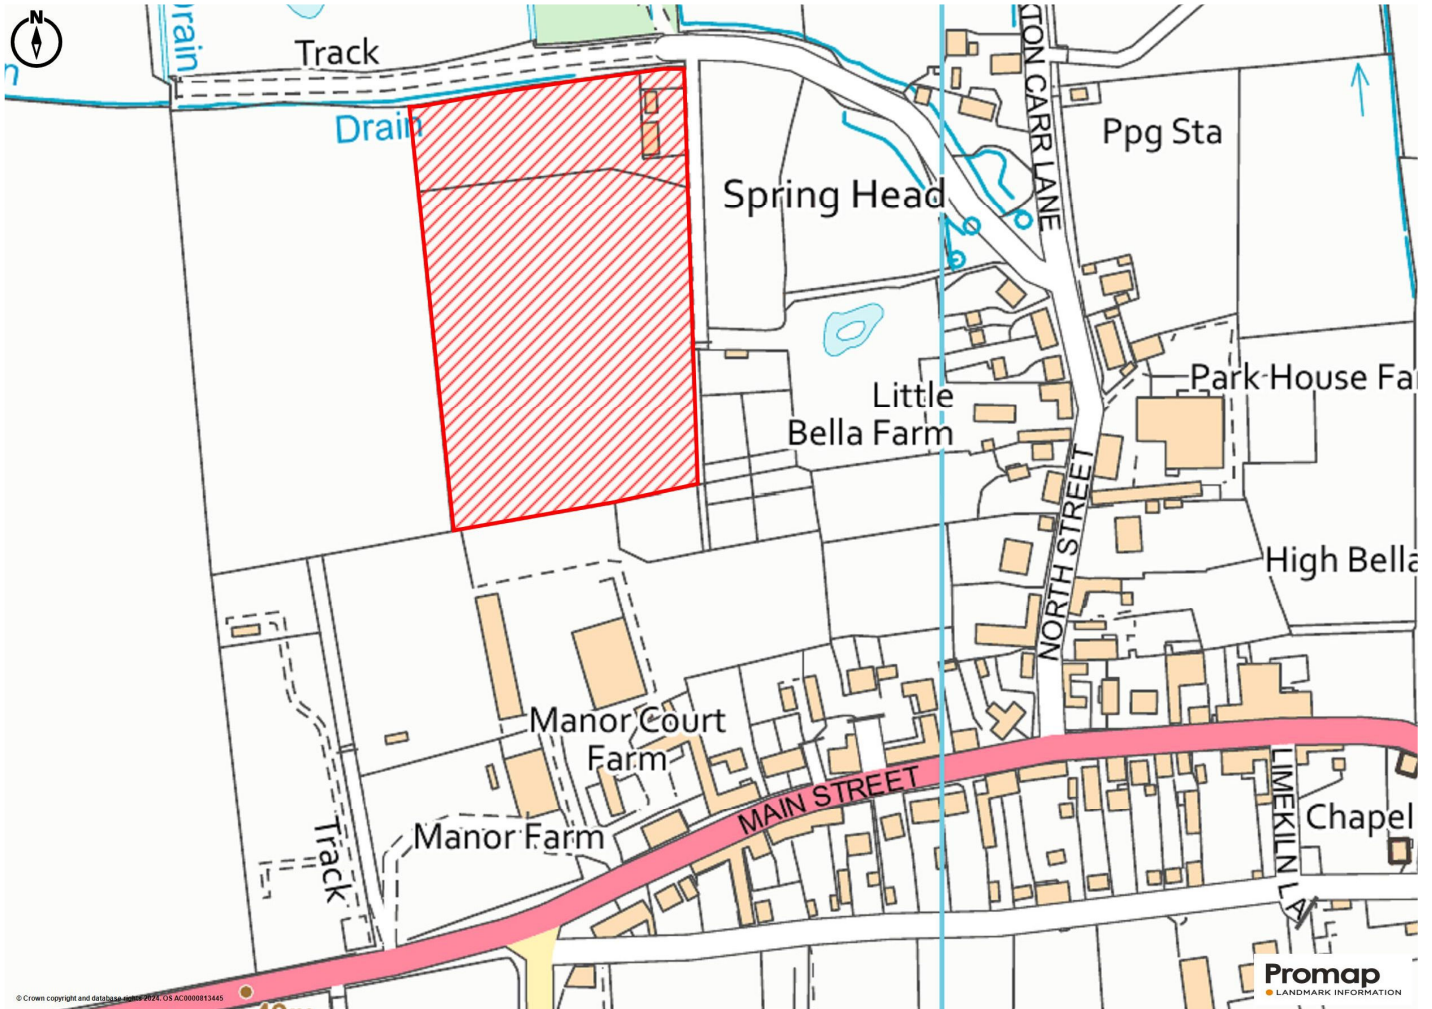 N
Drain
Track
Drain
Ppg Sta
Spring Head
Little
Bella Farm
Park House Fa
NORTH STREET
High Bella
Manor Court
Farm
MAIN STREET
Manor Farm
Track
LIMEKILN LA
Chapel
© Crown copyright and database rights 2024. OS AC0000813445
Promap
LANDMARK INFORMATION